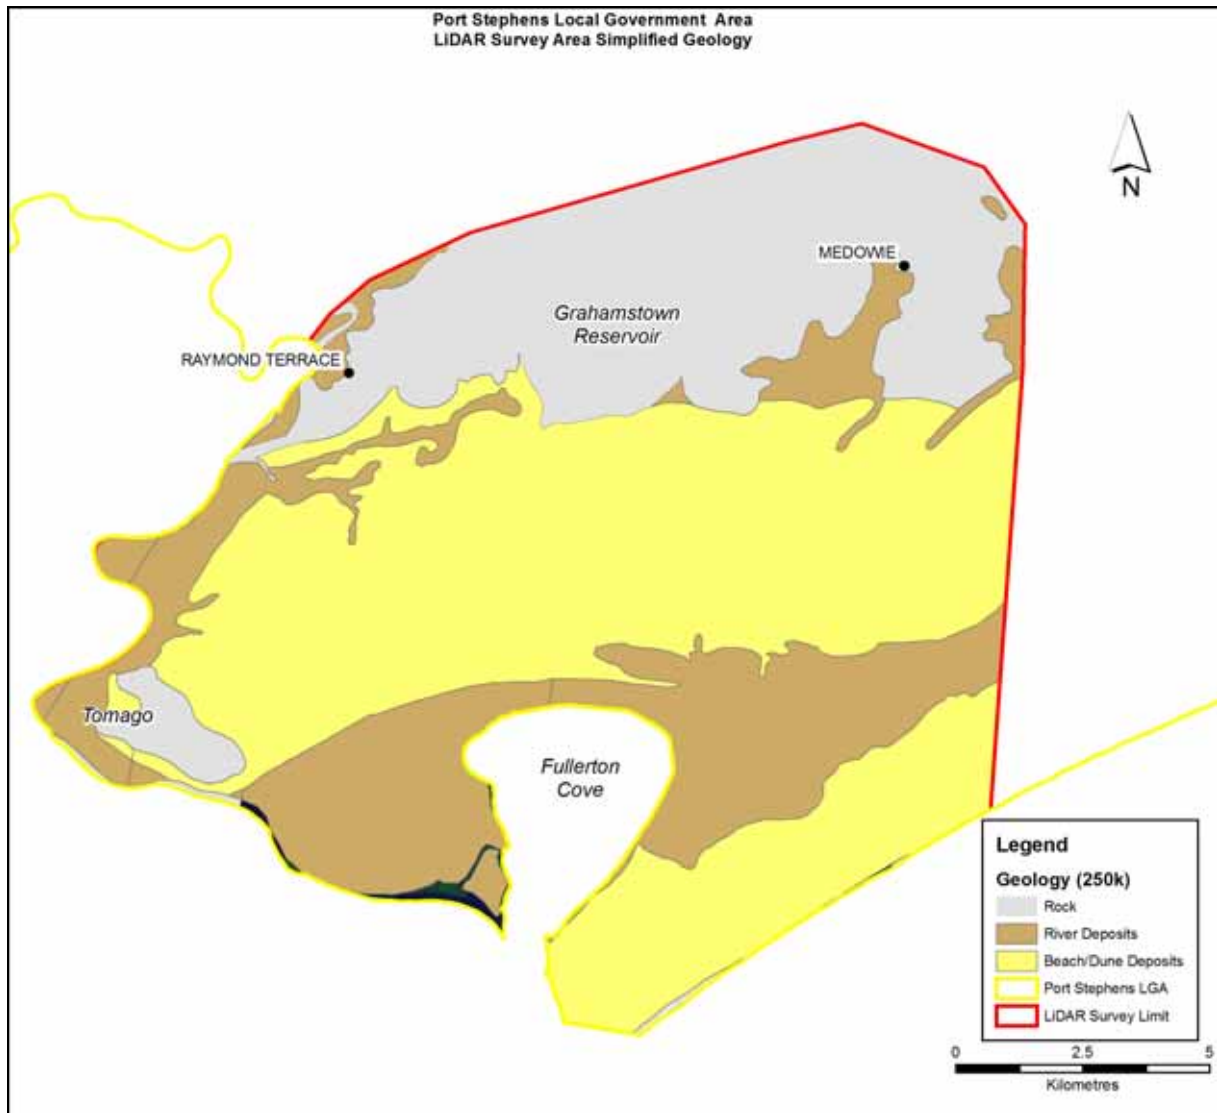 Port Stephens Local Government Area
LiDAR Survey Area Simplified Geology
N
MEDOWIE
Grahamstown
Reservoir
RAYMOND TERRACE
Tomago
Fullerton
Cove
Legend
Geology (250k)
Rock
River Deposits
Beach/Dune Deposits
Port Stephens LGA
LiDAR Survey Limit
0 2.5 5
Kilometres